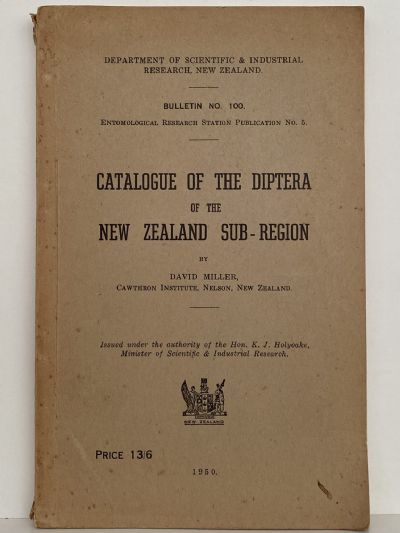 DEPARTMENT OF SCIENTIFIC & INDUSTRIAL
RESEARCH, NEW ZEALAND.
BULLETIN NO. 100.
ENTOMOLOGICAL RESEARCH STATION PUBLICATION NO. 5.
CATALOGUE OF THE DIPTERA
OF THE
NEW ZEALAND SUB-REGION
BY
DAVID MILLER,
CAWTHRON INSTITUTE, NELSON, NEW ZEALAND.
Issued under the authority of the Hon. K. J. Holyoake,
Minister of Scientific & Industrial Research.
NEW ZEALAND
PRICE 13/6
1950.